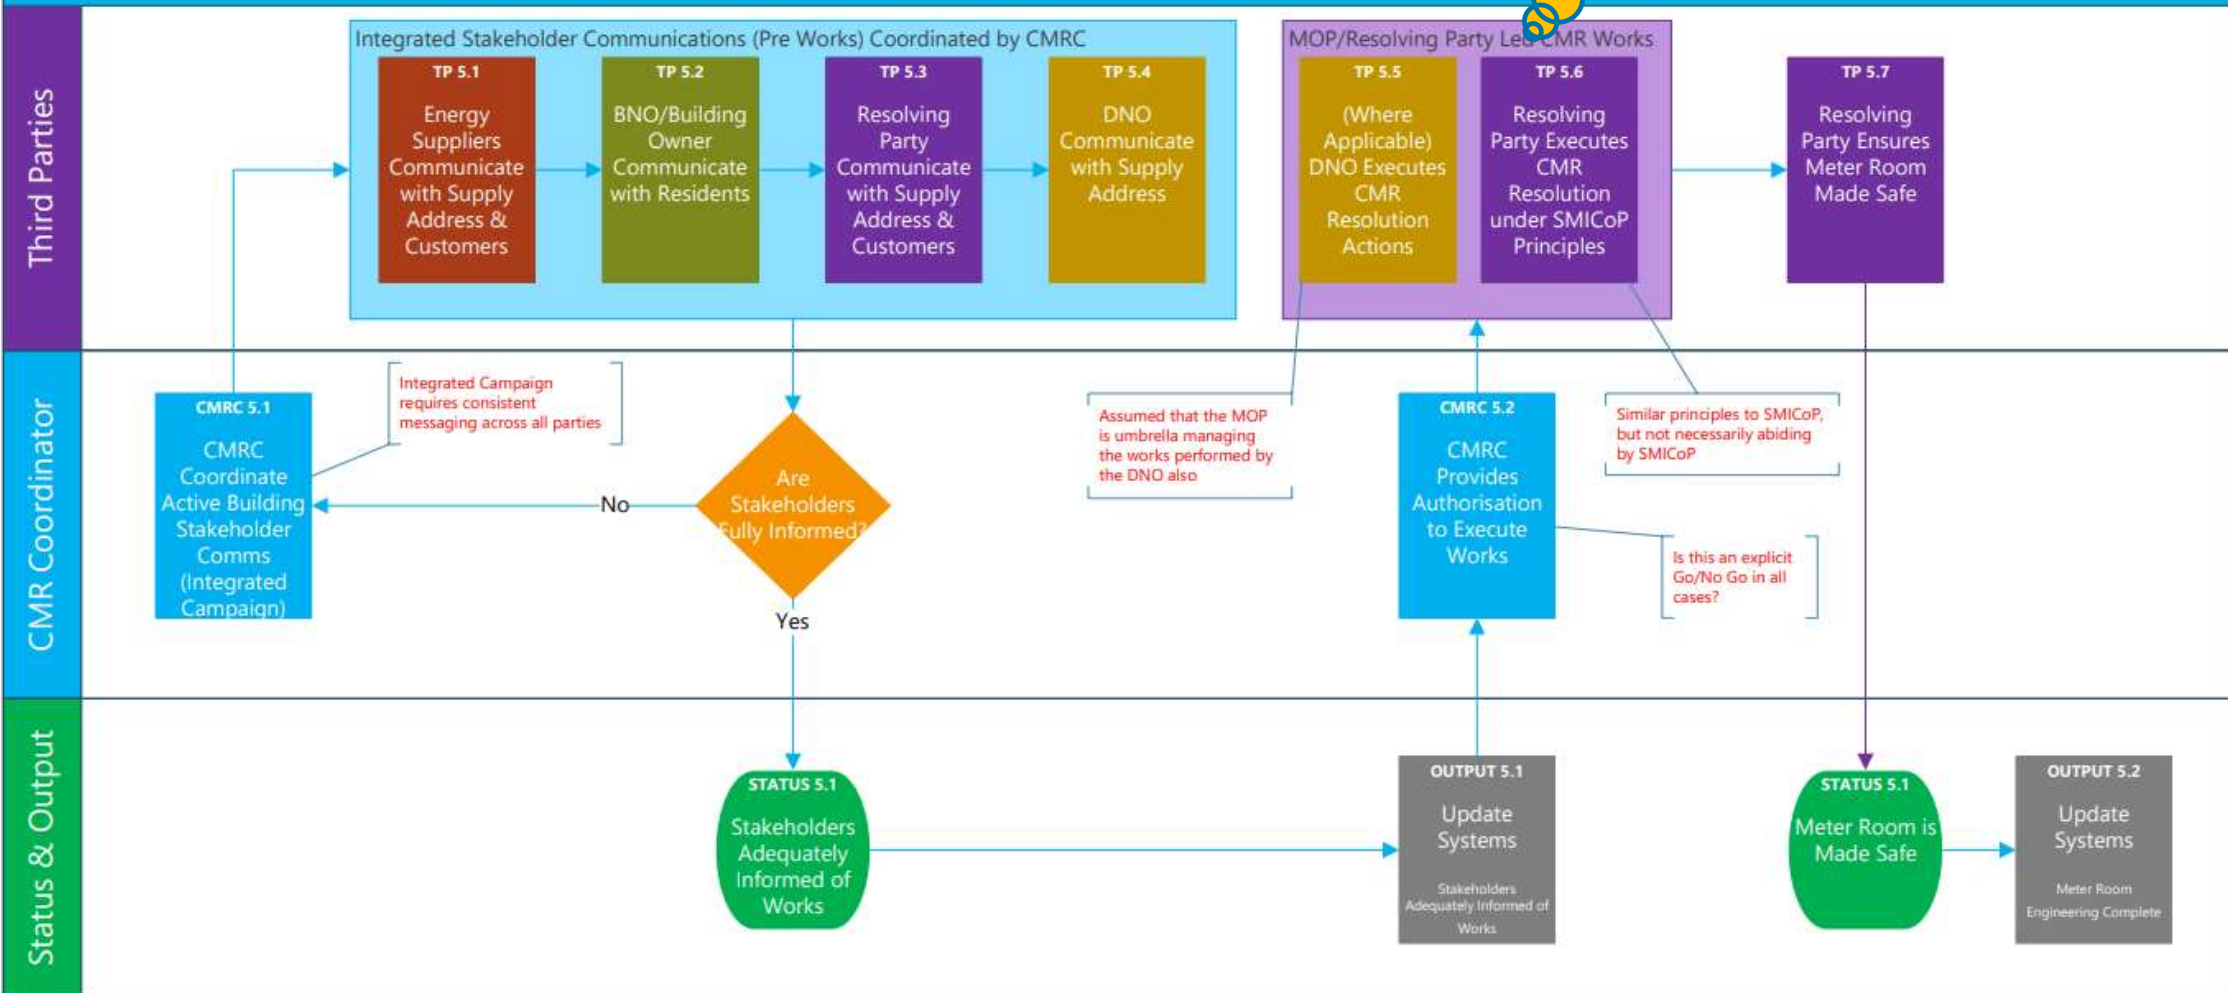 Third Parties
Integrated Stakeholder Communications (Pre Works) Coordinated by CMRC
TP 5.1
Energy
Suppliers
Communicate
with Supply
Address &
Customers
TP 5.2
BNO/Building
Owner
Communicate
with Residents
TP 5.3
Resolving
Party
Communicate
with Supply
Address &
Customers
TP 5.4
DNO
Communicate
with Supply
Address
MOP/Resolving Party Led CMR Works
TP 5.5
(Where
Applicable)
DNO Executes
CMR
Resolution
Actions
TP 5.6
Resolving
Party Executes
CMR
Resolution
under SMICoP
Principles
TP 5.7
Resolving
Party Ensures
Meter Room
Made Safe
CMR Coordinator
CMRC 5.1
CMRC
Coordinate
Active Building
Stakeholder
Comms
(Integrated
Campaign)
Integrated Campaign
requires consistent
messaging across all parties
Are
Stakeholders
Fully Informed?
No
Yes
Assumed that the MOP
is umbrella managing
the works performed by
the DNO also
CMRC 5.2
CMRC
Provides
Authorisation
to Execute
Works
Similar principles to SMICoP,
but not necessarily abiding
by SMICoP
Is this an explicit
Go/No Go in all
cases?
Status & Output
STATUS 5.1
Stakeholders
Adequately
Informed of
Works
OUTPUT 5.1
Update
Systems
Stakeholders
Adequately Informed of
Works
STATUS 5.1
Meter Room is
Made Safe
OUTPUT 5.2
Update
Systems
Meter Room
Engineering Complete